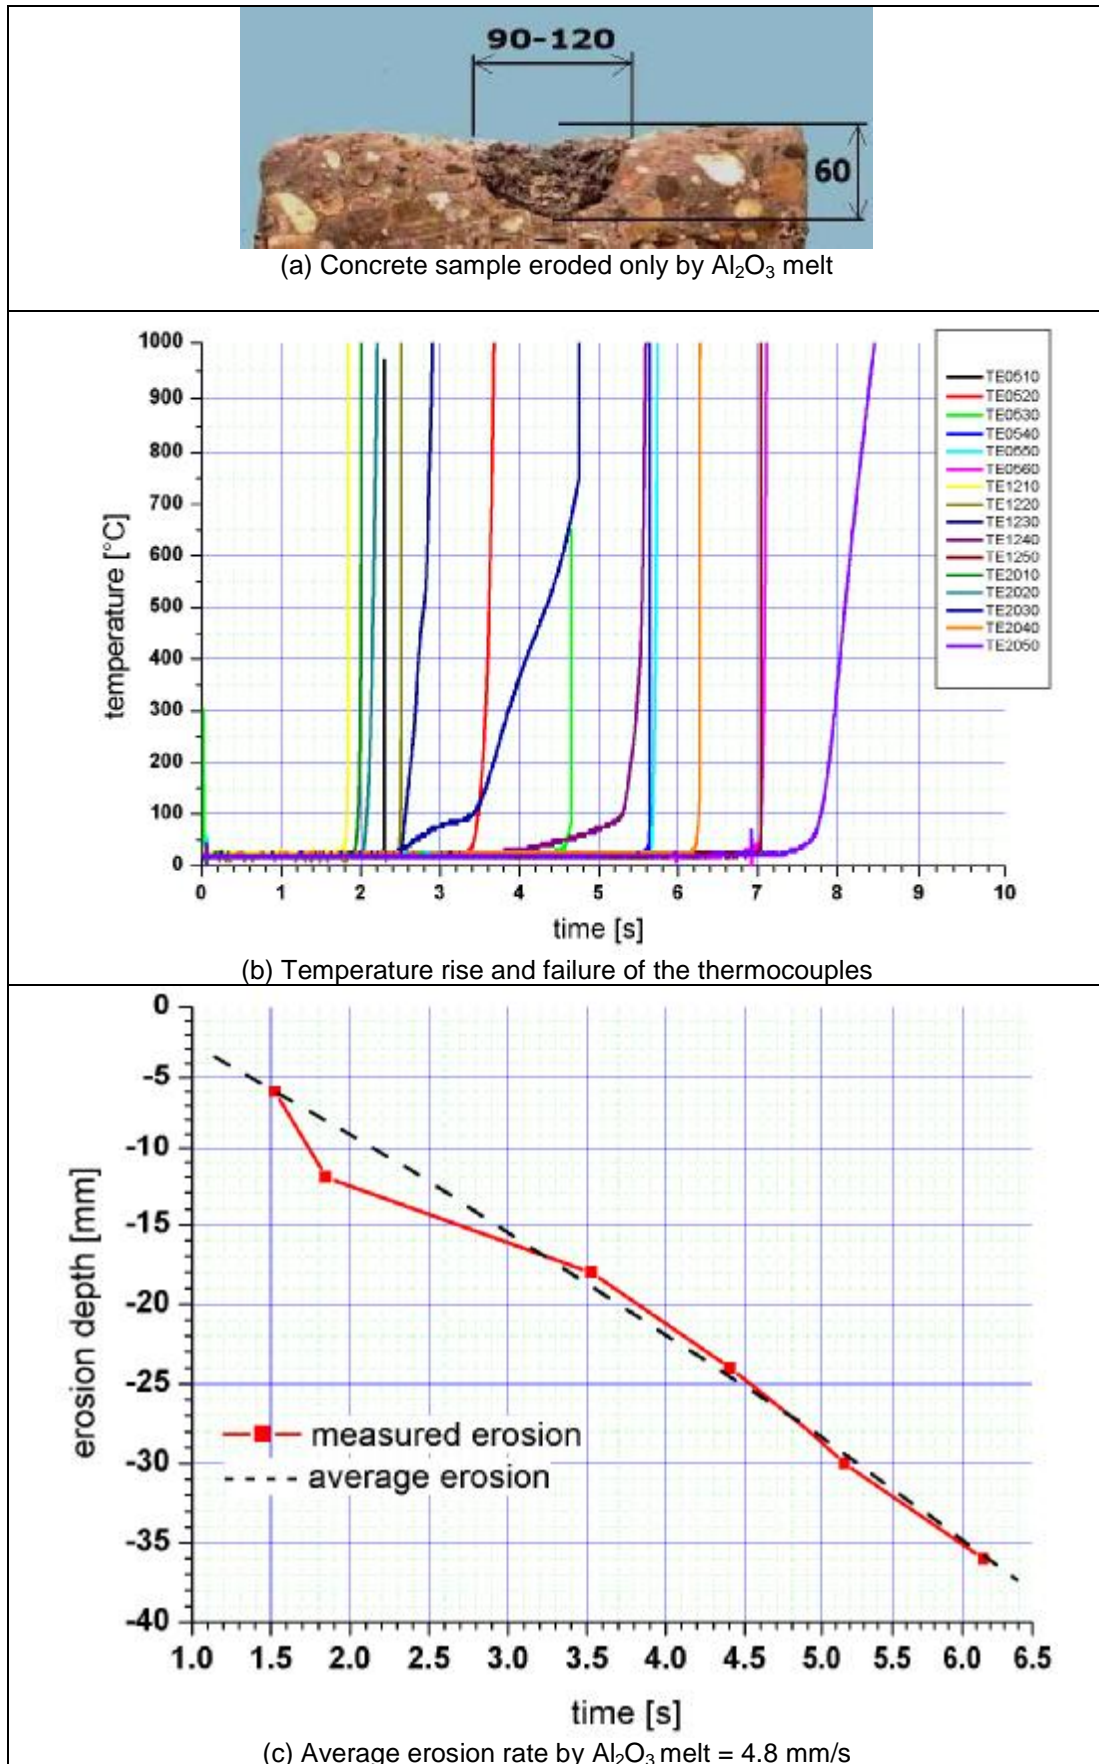 90-120
60
(a) Concrete sample eroded only by Al₂O₃ melt
1000
900
800
700
600
500
400
300
200
100
0
temperature [°C]
TE0510
TE0520
TE0530
TE0540
TE0550
TE0560
TE1210
TE1220
TE1230
TE1240
TE1250
TE2010
TE2020
TE2030
TE2040
TE2050
0 1 2 3 4 5 6 7 8 9 10
time [s]
(b) Temperature rise and failure of the thermocouples
0
-5
-10
-15
-20
-25
-30
-35
-40
erosion depth [mm]
measured erosion
average erosion
1.0 1.5 2.0 2.5 3.0 3.5 4.0 4.5 5.0 5.5 6.0 6.5
time [s]
(c) Average erosion rate by Al₂O₃ melt = 4.8 mm/s